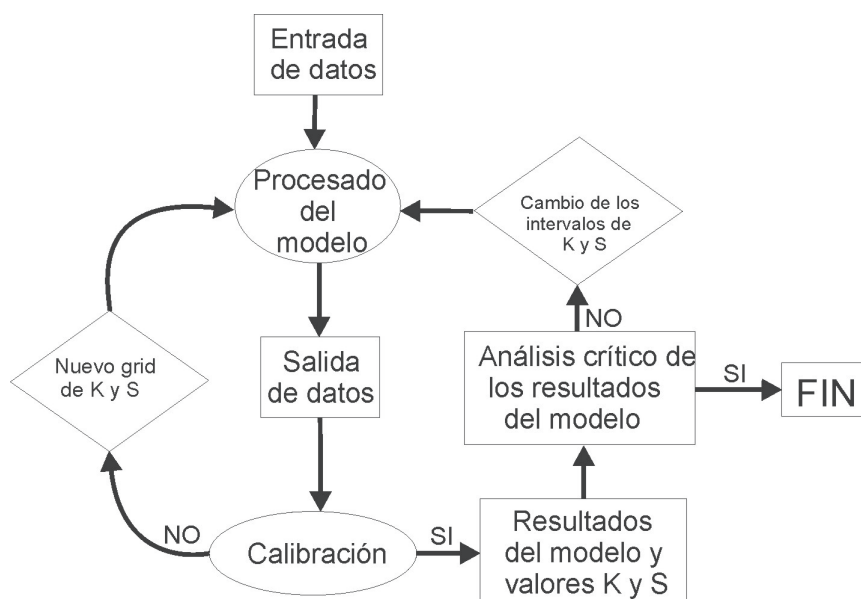 Entrada
de datos
Procesado
del
modelo
Cambio de los
intervalos de
K y S
NO
Nuevo grid
de K y S
Salida
de datos
Análisis crítico de
los resultados
del modelo
SI
FIN
NO
Calibración
SI
Resultados
del modelo y
valores K y S